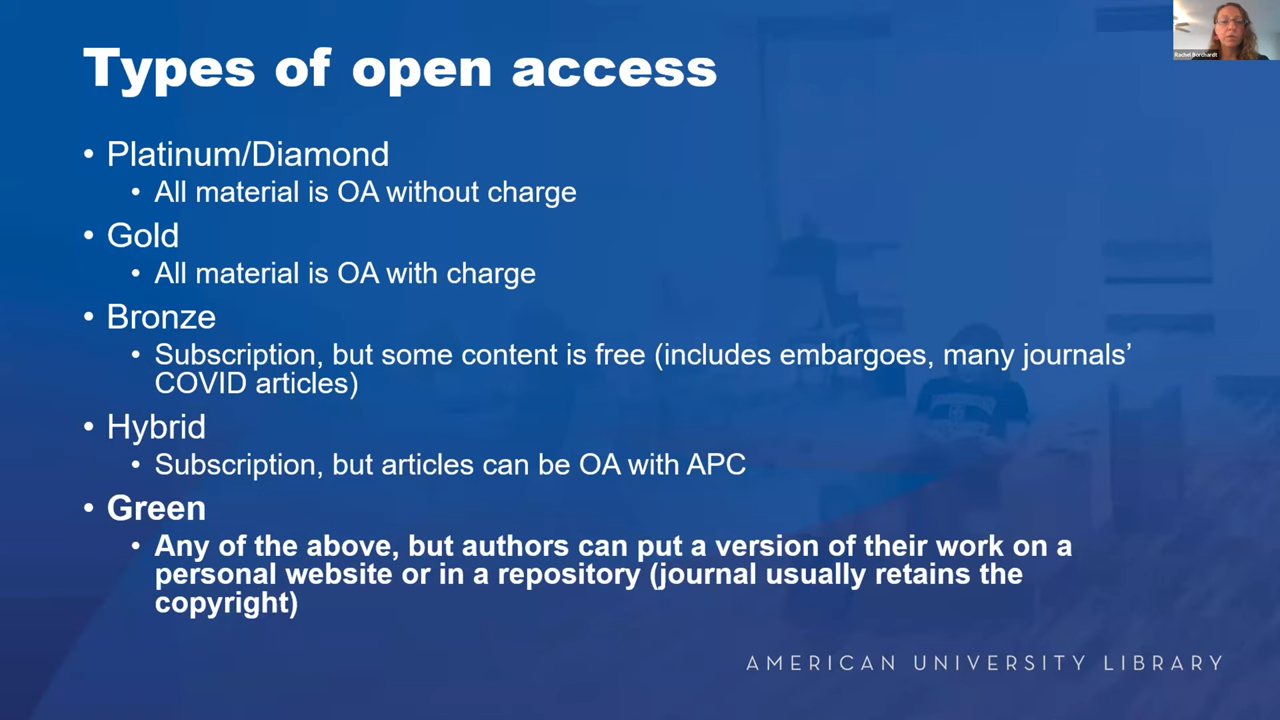 Types of open access
Rachel Borchardt
• Platinum/Diamond
• All material is OA without charge
• Gold
• All material is OA with charge
• Bronze
• Subscription, but some content is free (includes embargoes, many journals’
COVID articles)
• Hybrid
• Subscription, but articles can be OA with APC
• Green
• Any of the above, but authors can put a version of their work on a
personal website or in a repository (journal usually retains the
copyright)
AMERICAN UNIVERSITY LIBRARY